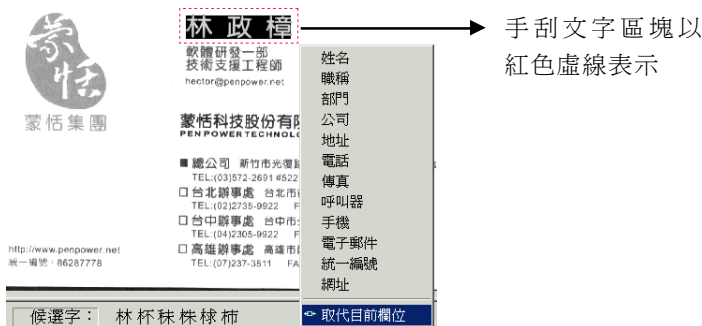 蒙恬
蒙恬集團
林政樟
軟體研發一部
技術支援工程師
hector@penpower.net
蒙恬科技股份有限
PENPOWER TECHNOL
■ 總公司 新竹市光復
TEL:(03)572-2691 #522
□ 台北辦事處 台北市
TEL:(02)2735-9922 F
□ 台中辦事處 台中市
TEL:(04)2305-9922 F
□ 高雄辦事處 高雄市
TEL:(07)237-3811 FA
http://www.penpower.net
統一編號：86287778
姓名
職稱
部門
公司
地址
電話
傳真
呼叫器
手機
電子郵件
統一編號
網址
取代目前欄位
候選字： 林杯秣株梂柿
手刮文字區塊以
紅色虛線表示